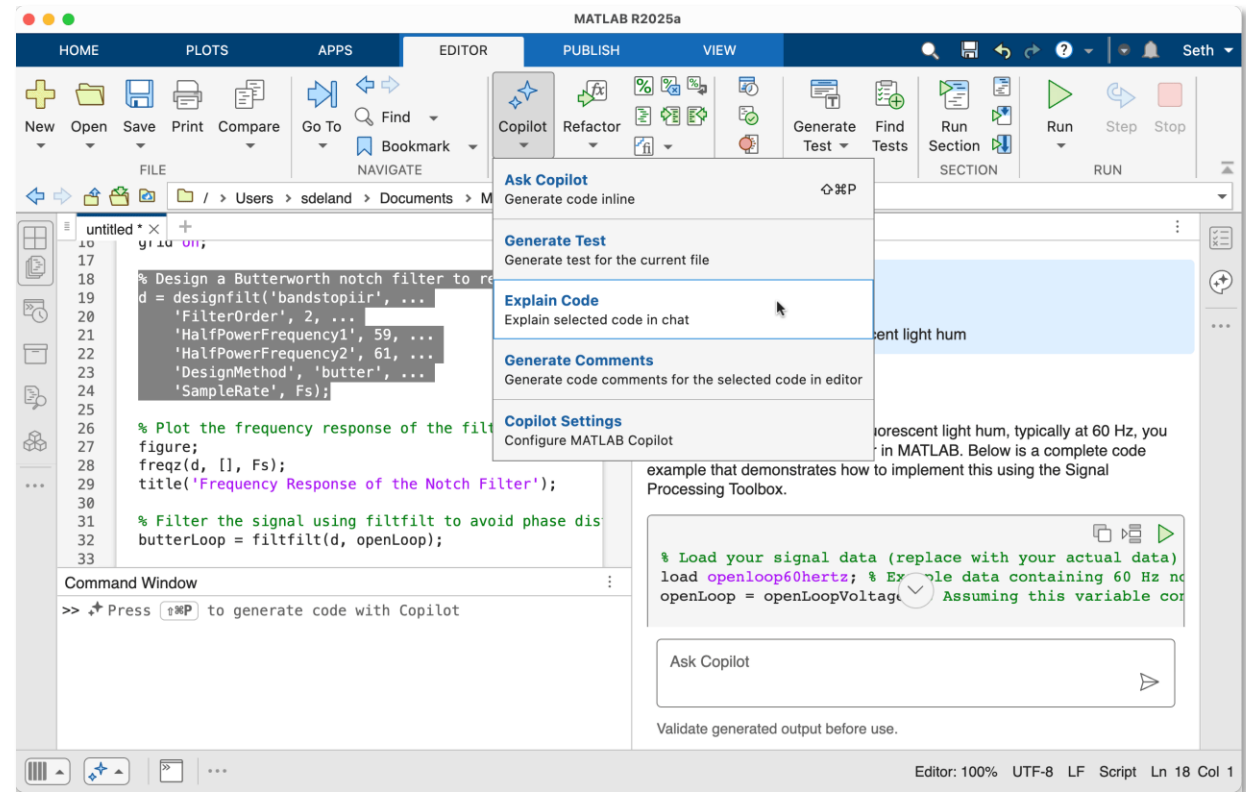 MATLAB R2025a
HOME PLOTS APPS EDITOR PUBLISH VIEW Seth
New Open Save Print Compare Go To Find Bookmark Copilot Refactor Generate Test Find Tests Run Section Run Step Stop
FILE NAVIGATE SECTION RUN
/ > Users > sdeland > Documents > M
Ask Copilot ⇧⌘P
Generate code inline
Generate Test
Generate test for the current file
Explain Code
Explain selected code in chat
Generate Comments
Generate code comments for the selected code in editor
Copilot Settings
Configure MATLAB Copilot
untitled * ×
16 grid on;
17
18 % Design a Butterworth notch filter to re
19 d = designfilt('bandstopiir', ...
20 'FilterOrder', 2, ...
21 'HalfPowerFrequency1', 59, ...
22 'HalfPowerFrequency2', 61, ...
23 'DesignMethod', 'butter', ...
24 'SampleRate', Fs);
25
26 % Plot the frequency response of the filt
27 figure;
28 freqz(d, [], Fs);
29 title('Frequency Response of the Notch Filter');
30
31 % Filter the signal using filtfilt to avoid phase dis
32 butterLoop = filtfilt(d, openLoop);
33
Command Window
>> Press ⇧⌘P to generate code with Copilot
light hum
light hum, typically at 60 Hz, you
in MATLAB. Below is a complete code
example that demonstrates how to implement this using the Signal
Processing Toolbox.
% Load your signal data (replace with your actual data)
load openloop60hertz; % data containing 60 Hz
openLoop = openLoopVoltage Assuming this variable
Ask Copilot
Validate generated output before use.
Editor: 100% UTF-8 LF Script Ln 18 Col 1